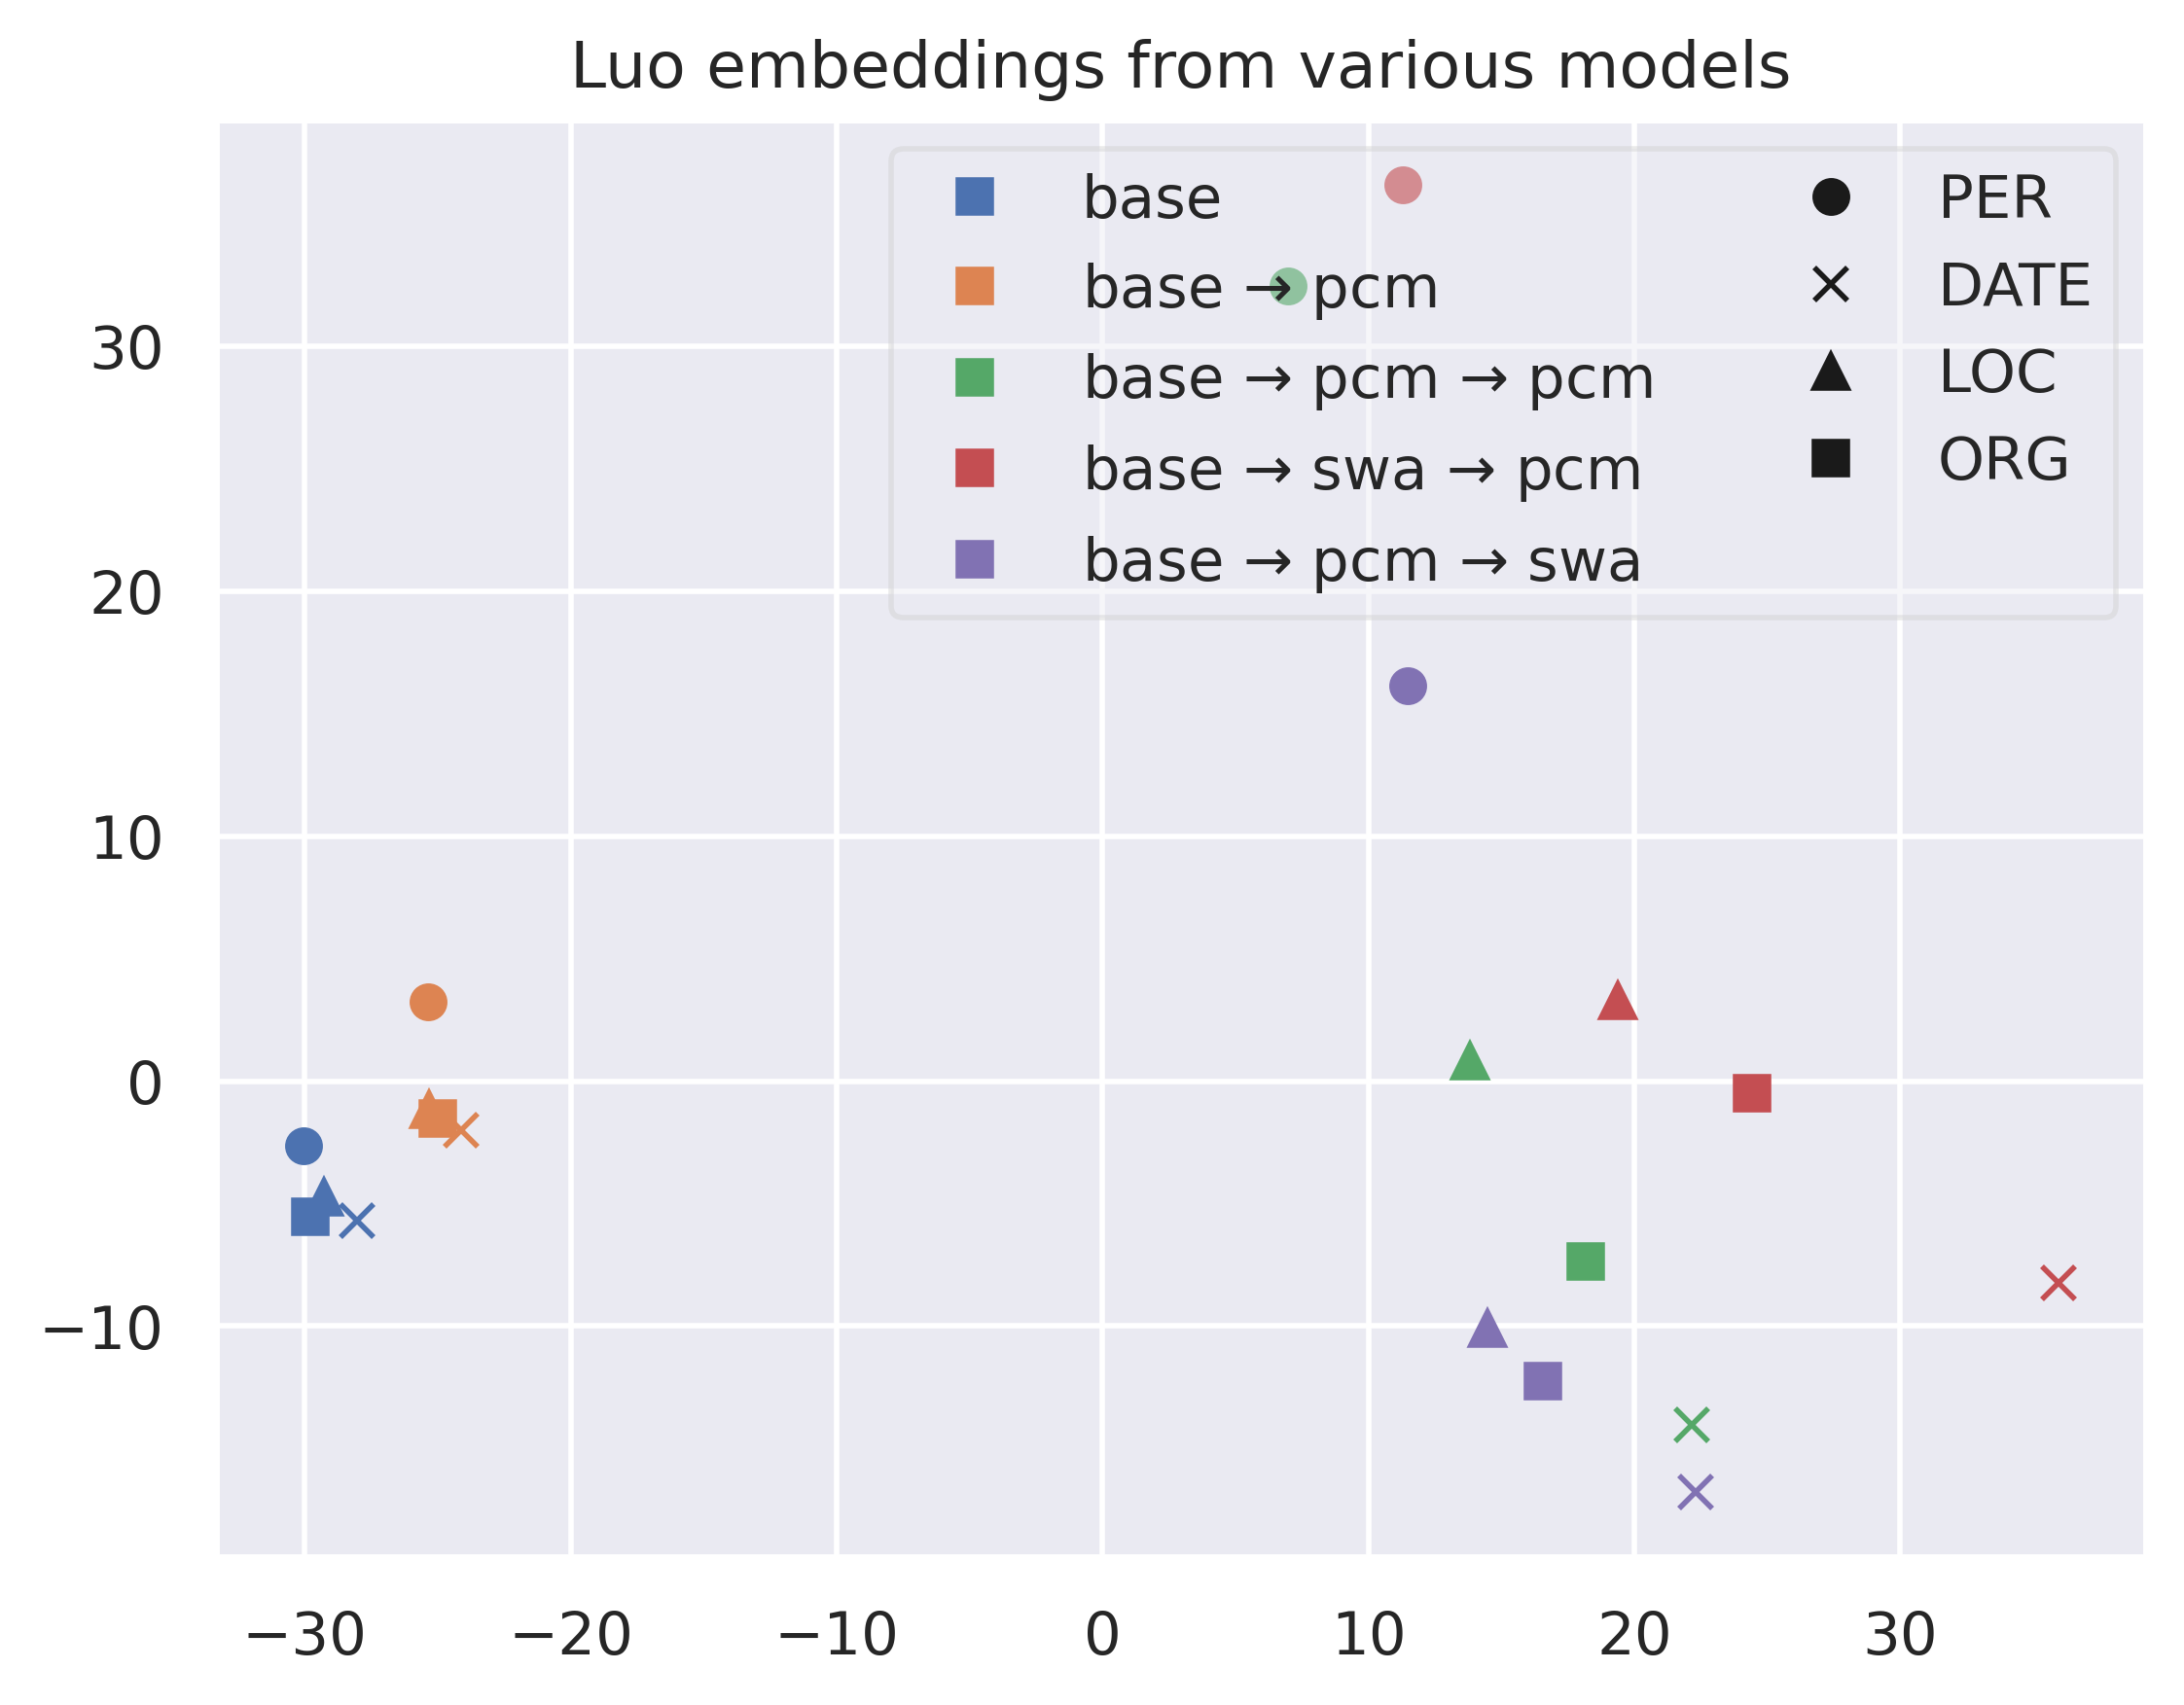 Luo embeddings from various models
base
base → pcm
base → pcm → pcm
base → swa → pcm
base → pcm → swa
PER
DATE
LOC
ORG
30
20
10
0
−10
−30
−20
−10
0
10
20
30